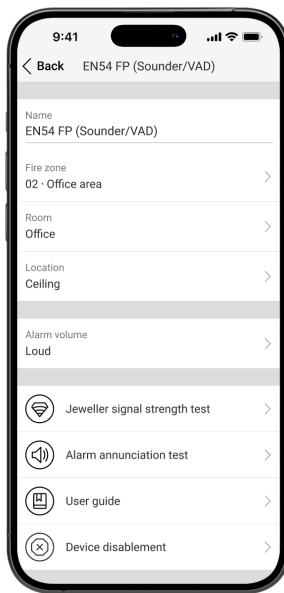 9:41
Back EN54 FP (Sounder/VAD)
Name
EN54 FP (Sounder/VAD)
Fire zone
02 · Office area
Room
Office
Location
Ceiling
Alarm volume
Loud
Jeweller signal strength test
Alarm annunciation test
User guide
Device disablement